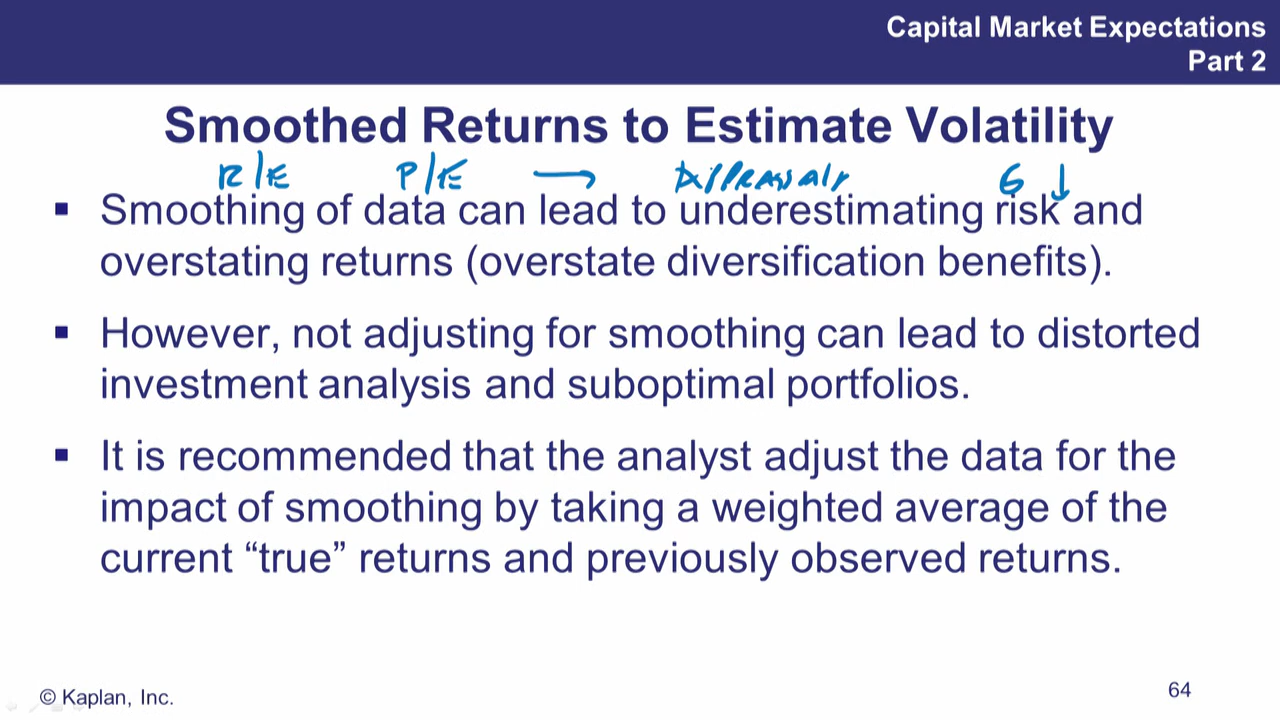 Capital Market Expectations
Part 2
Smoothed Returns to Estimate Volatility
R/E P/E → Appraisals σ ↓
▪ Smoothing of data can lead to underestimating risk and
overstating returns (overstate diversification benefits).
▪ However, not adjusting for smoothing can lead to distorted
investment analysis and suboptimal portfolios.
▪ It is recommended that the analyst adjust the data for the
impact of smoothing by taking a weighted average of the
current “true” returns and previously observed returns.
© Kaplan, Inc.
64